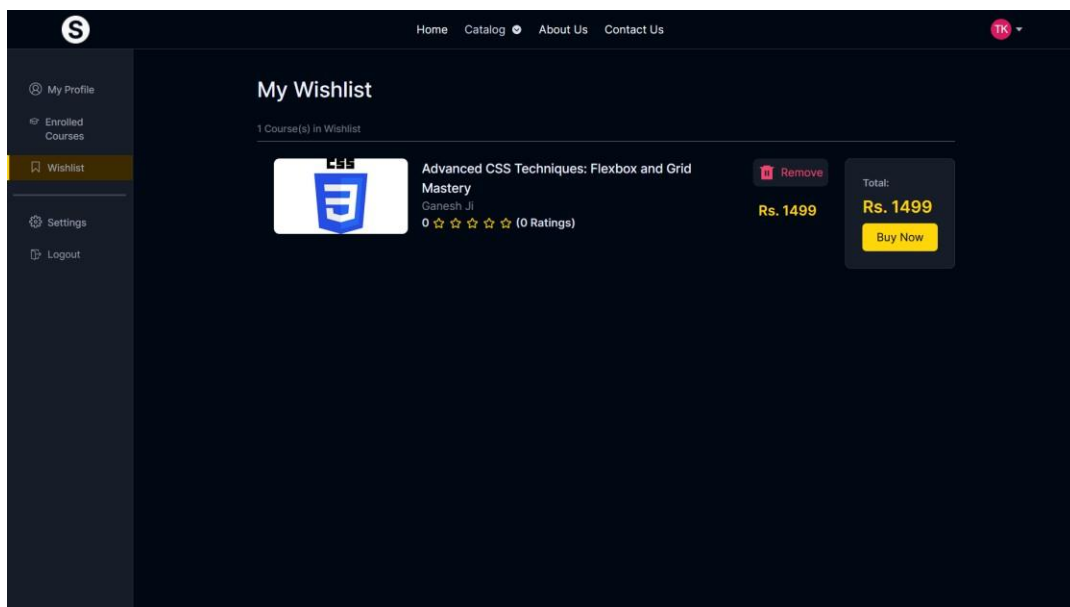 S
Home Catalog About Us Contact Us
TK
My Profile
Enrolled
Courses
Wishlist
Settings
Logout
My Wishlist
1 Course(s) in Wishlist
CSS
3
Advanced CSS Techniques: Flexbox and Grid
Mastery
Ganesh Ji
0 (0 Ratings)
Remove
Rs. 1499
Total:
Rs. 1499
Buy Now